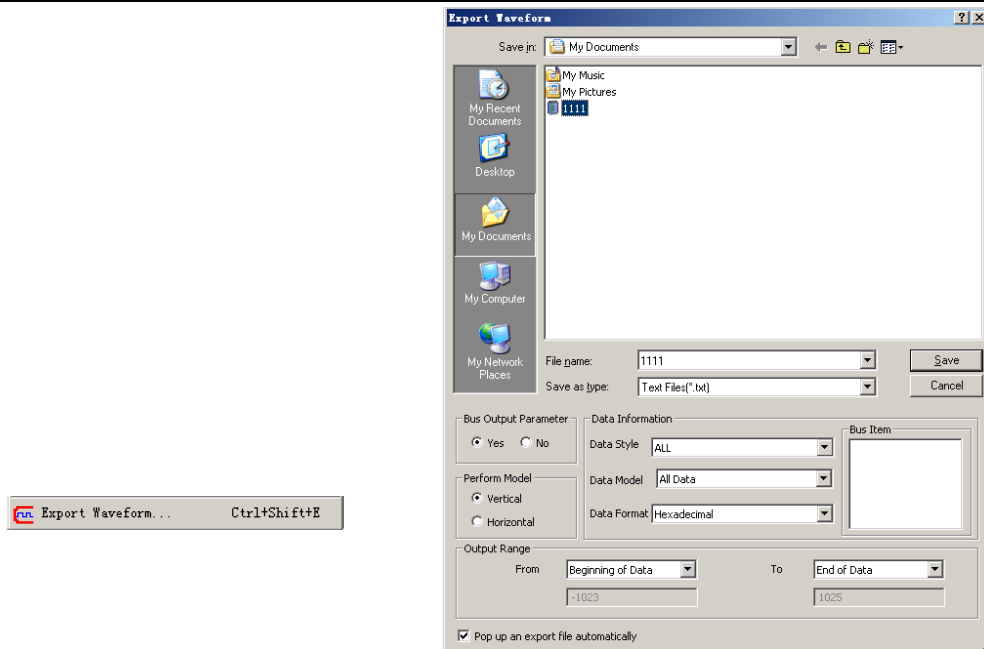 Export Waveform
Save in: My Documents
My Recent
Documents
Desktop
My Documents
My Computer
My Network
Places
My Music
My Pictures
1111
File name: 1111 Save
Save as type: Text Files(*.txt) Cancel
Bus Output Parameter
Yes No
Perform Model
Vertical
Horizontal
Data Information
Data Style ALL
Data Model All Data
Data Format Hexadecimal
Bus Item
Export Waveform... Ctrl+Shift+E
Output Range
From Beginning of Data To End of Data
-1023 1025
Pop up an export file automatically